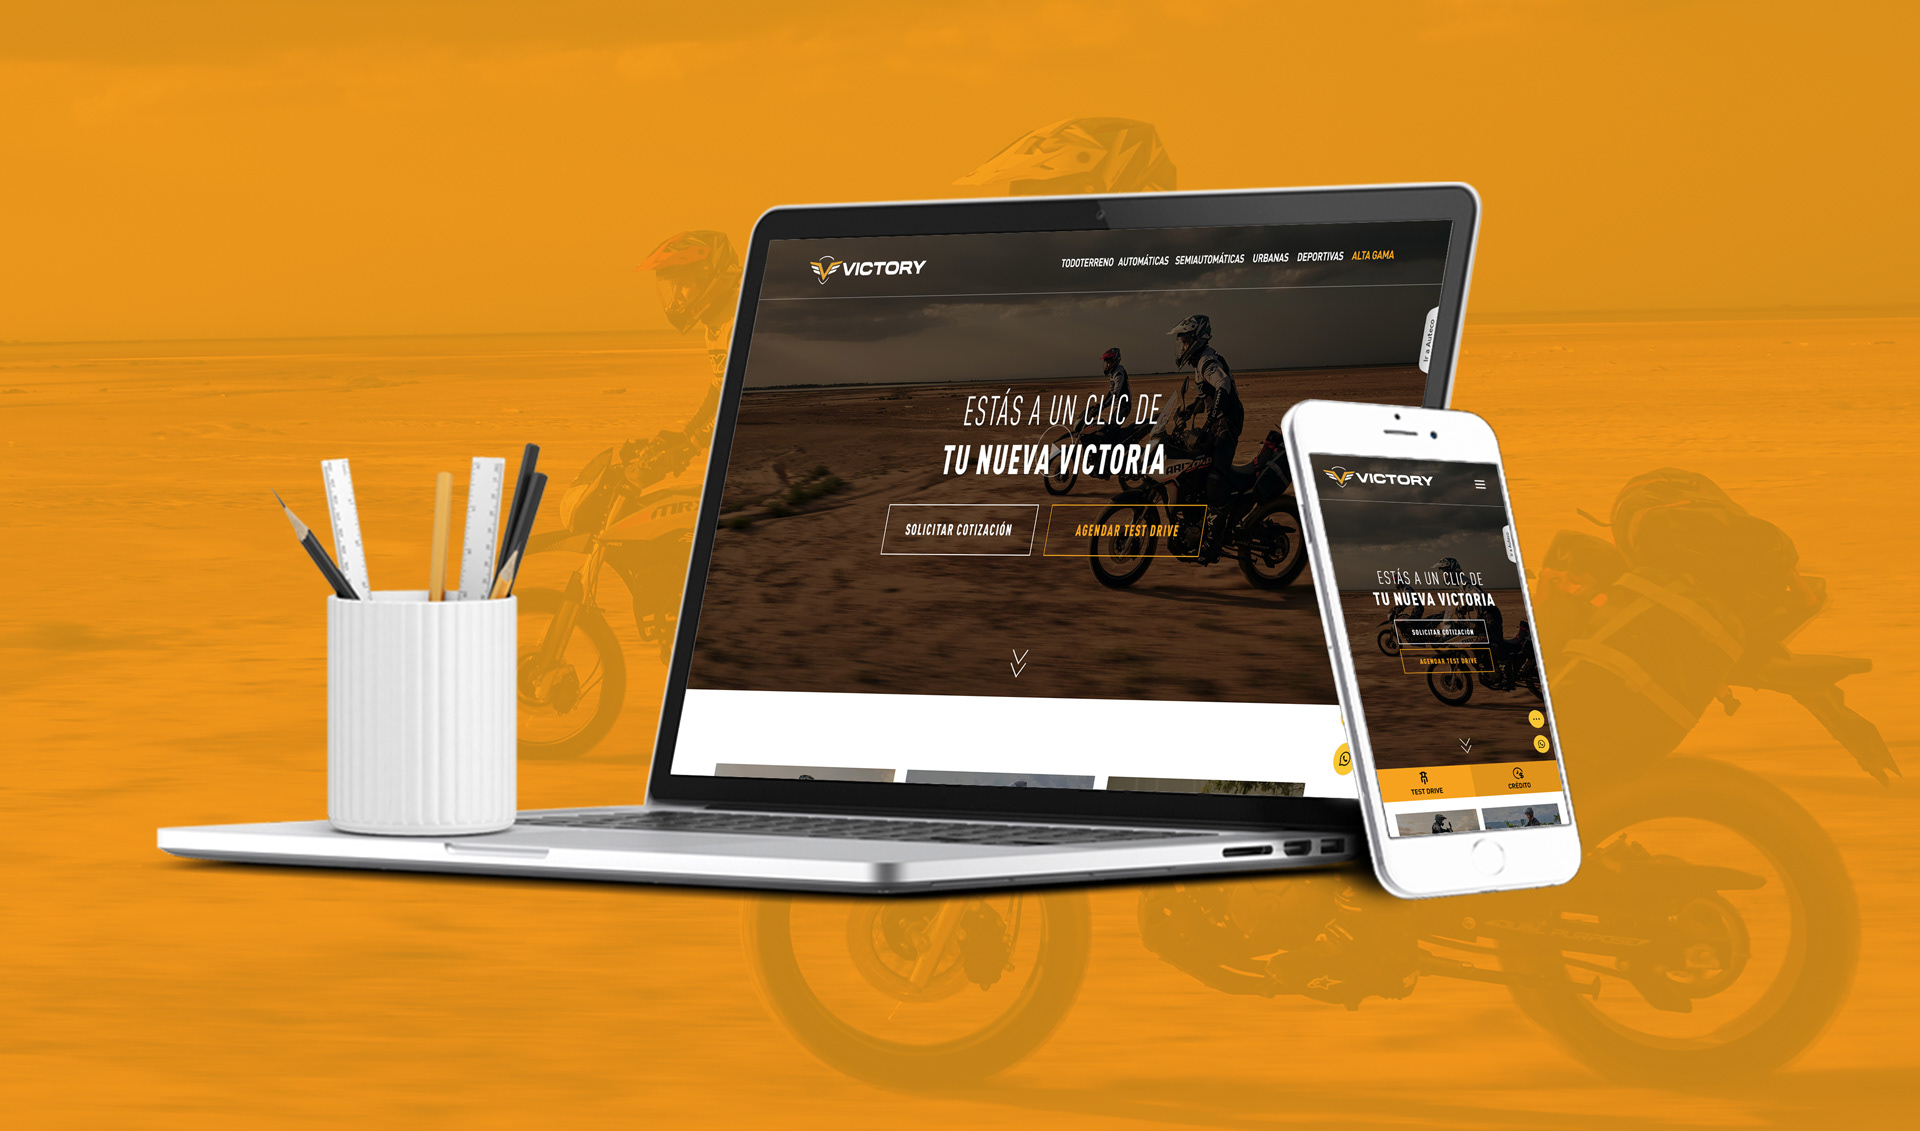 VICTORY
TODOTERRENO AUTOMÁTICAS SEMIAUTOMÁTICAS URBANAS DEPORTIVAS ALTA GAMA
Ir a Auteco
ESTÁS A UN CLIC DE
TU NUEVA VICTORIA
SOLICITAR COTIZACIÓN
AGENDAR TEST DRIVE
VICTORY
ESTÁS A UN CLIC DE
TU NUEVA VICTORIA
SOLICITAR COTIZACIÓN
AGENDAR TEST DRIVE
TEST DRIVE
CRÉDITO